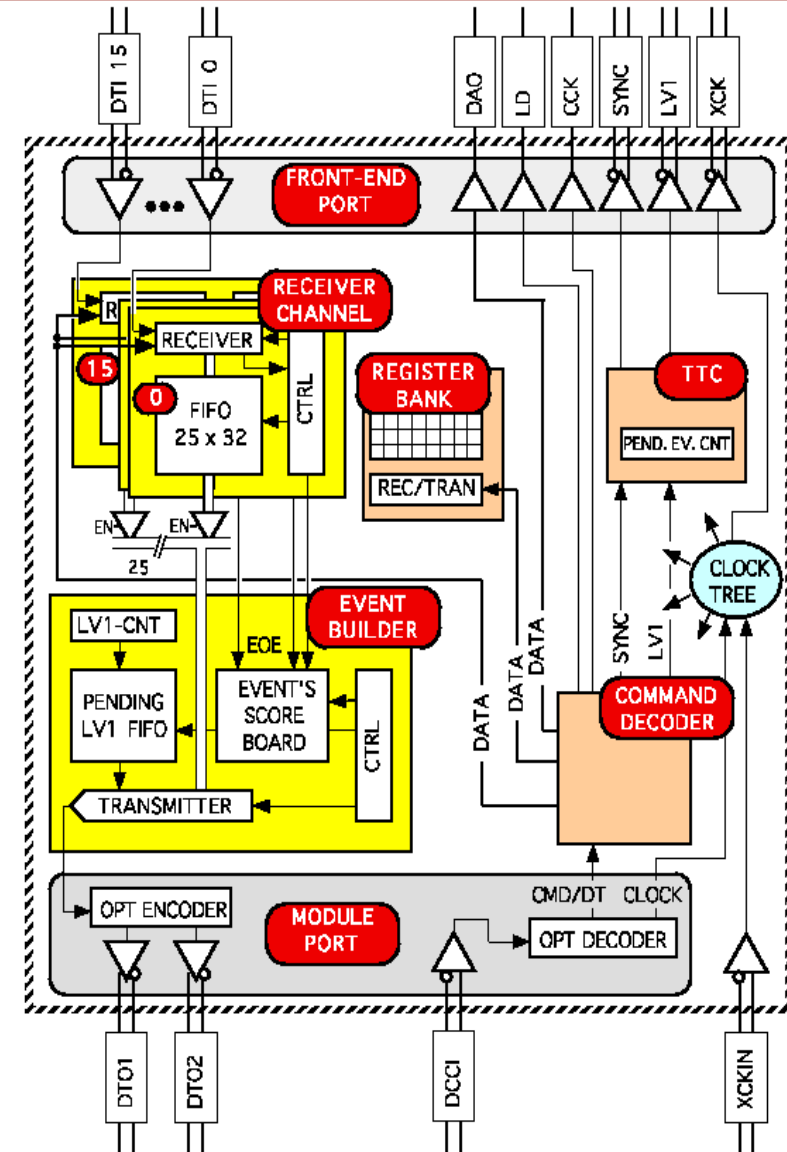 DTI 15
DTI 0
DAO
LD
CCK
SYNC
LV1
XCK
FRONT-END
PORT
RECEIVER
CHANNEL
R
RECEIVER
15
0
FIFO
25 x 32
CTRL
REGISTER
BANK
REC/TRAN
TTC
PEND. EV. CNT
EN
EN
25
CLOCK
TREE
EVENT
BUILDER
LV1-CNT
EOE
PENDING
LV1 FIFO
EVENT'S
SCORE
BOARD
CTRL
TRANSMITTER
DATA
DATA
DATA
SYNC
LV1
COMMAND
DECODER
CMD/DT
CLOCK
OPT ENCODER
MODULE
PORT
OPT DECODER
DTO1
DTO2
DCCI
XCKIN